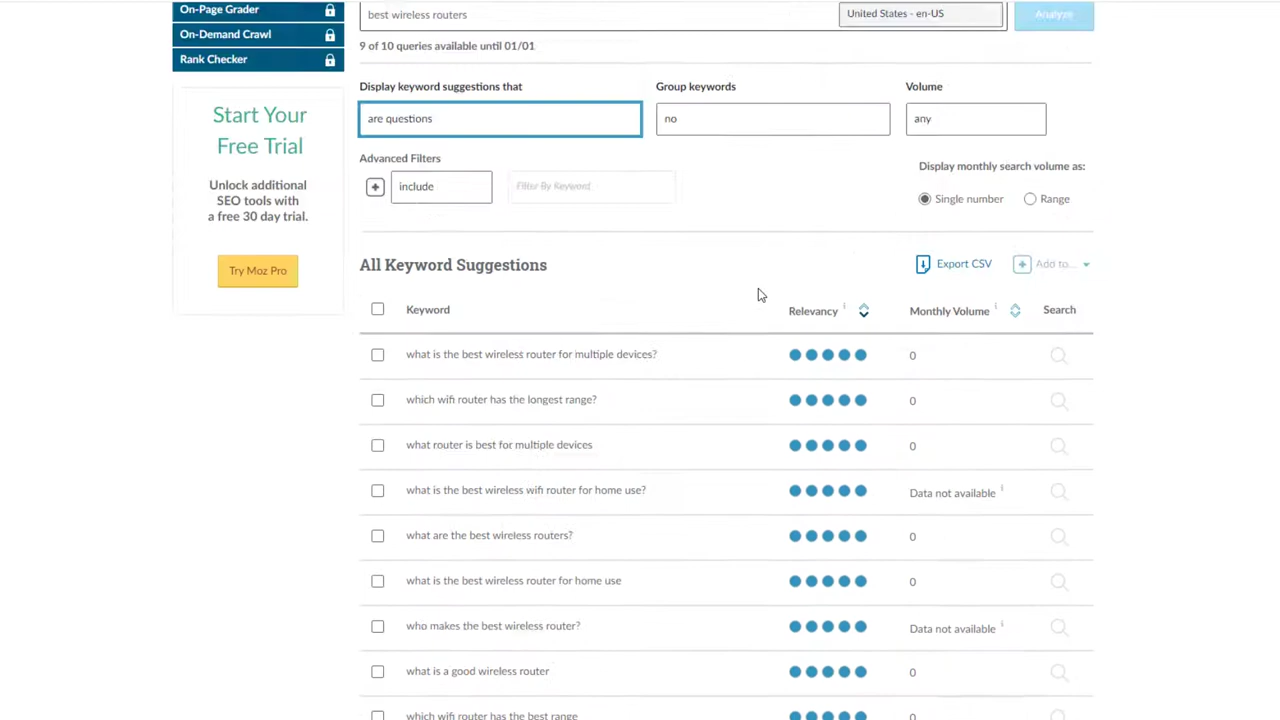 On-Page Grader
On-Demand Crawl
Rank Checker
Start Your
Free Trial
Unlock additional
SEO tools with
a free 30 day trial.
Try Moz Pro
best wireless routers
United States - en-US
Analyze
9 of 10 queries available until 01/01
Display keyword suggestions that
Group keywords
Volume
are questions
no
any
Advanced Filters
include
Filter By Keyword
Display monthly search volume as:
Single number
Range
All Keyword Suggestions
Export CSV
Add to...
Keyword
Relevancy
Monthly Volume
Search
what is the best wireless router for multiple devices?
0
which wifi router has the longest range?
0
what router is best for multiple devices
0
what is the best wireless wifi router for home use?
Data not available
what are the best wireless routers?
0
what is the best wireless router for home use
0
who makes the best wireless router?
Data not available
what is a good wireless router
0
which wifi router has the best range
0